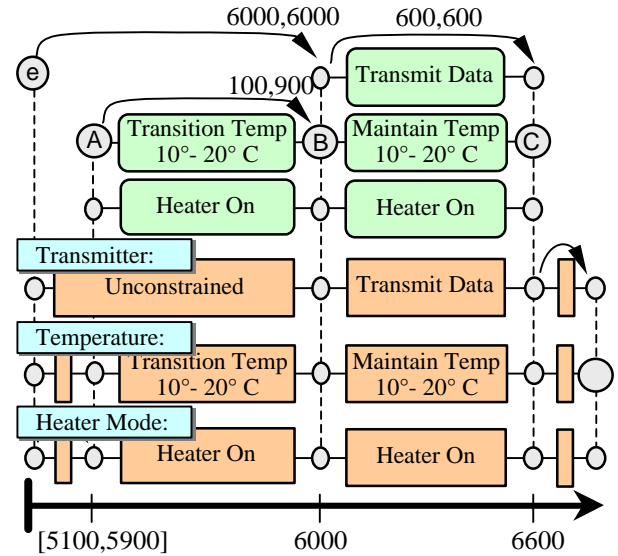 6000,6000
600,600
e
Transmit Data
100,900
A
Transition Temp
10°- 20° C
B
Maintain Temp
10°- 20° C
C
Heater On
Heater On
Transmitter:
Unconstrained
Transmit Data
Temperature:
Transition Temp
10°- 20° C
Maintain Temp
10°- 20° C
Heater Mode:
Heater On
Heater On
[5100,5900]
6000
6600